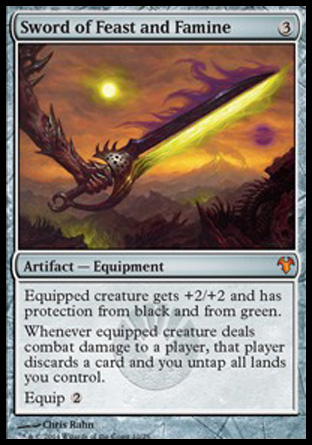 Sword of Feast and Famine 3
Artifact — Equipment
Equipped creature gets +2/+2 and has
protection from black and from green.
Whenever equipped creature deals
combat damage to a player, that player
discards a card and you untap all lands
you control.
Equip 2
Chris Rahn